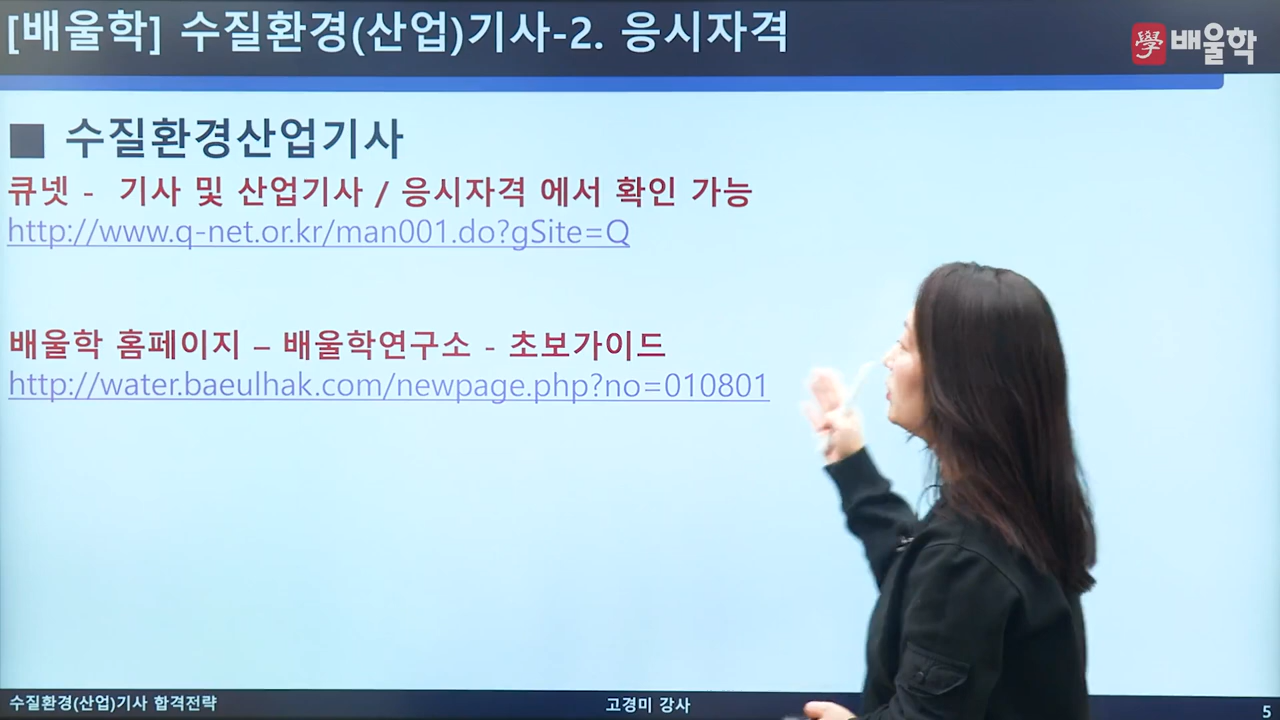 [배울학] 수질환경(산업)기사-2. 응시자격
學 배울학
■ 수질환경산업기사
큐넷 - 기사 및 산업기사 / 응시자격 에서 확인 가능
http://www.q-net.or.kr/man001.do?gSite=Q
배울학 홈페이지 – 배울학연구소 - 초보가이드
http://water.baeulhak.com/newpage.php?no=010801
수질환경(산업)기사 합격전략
고경미 강사
5